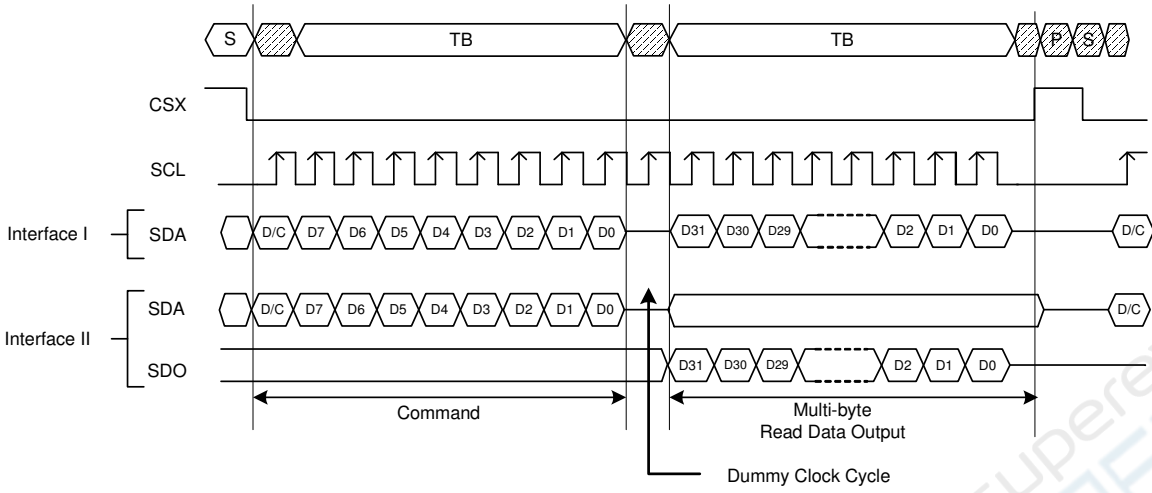 S TB TB P S
CSX
SCL
Interface I SDA D/C D7 D6 D5 D4 D3 D2 D1 D0 D31 D30 D29 D2 D1 D0 D/C
Interface II SDA D/C D7 D6 D5 D4 D3 D2 D1 D0 D/C
SDO D31 D30 D29 D2 D1 D0
Command
Multi-byte
Read Data Output
Dummy Clock Cycle